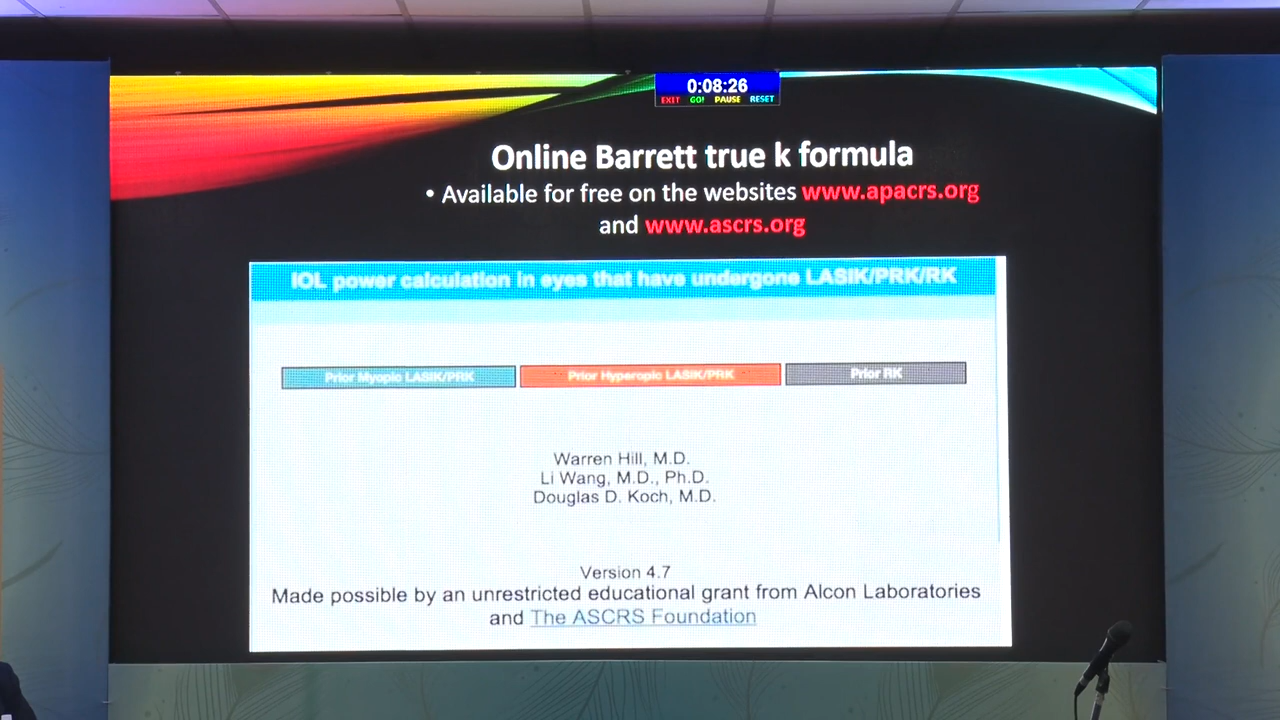 0:08:26
EXIT GO! PAUSE RESET
Online Barrett true k formula
• Available for free on the websites www.apacrs.org
and www.ascrs.org
IOL power calculation in eyes that have undergone LASIK/PRK/RK
Prior Myopic LASIK/PRK Prior Hyperopic LASIK/PRK Prior RK
Warren Hill, M.D.
Li Wang, M.D., Ph.D.
Douglas D. Koch, M.D.
Version 4.7
Made possible by an unrestricted educational grant from Alcon Laboratories
and The ASCRS Foundation